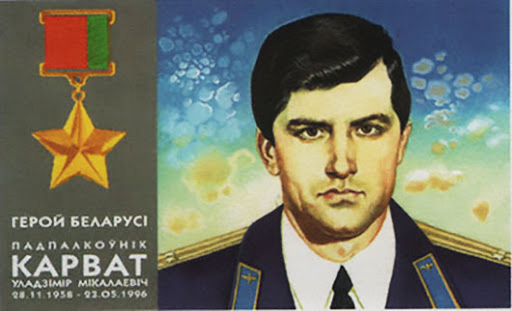 ГЕРОЙ БЕЛАРУСІ
ПАДПАЛКОЎНІК
КАРВАТ
УЛАДЗІМІР МІКАЛАЕВІЧ
28.11.1958 - 23.05.1996